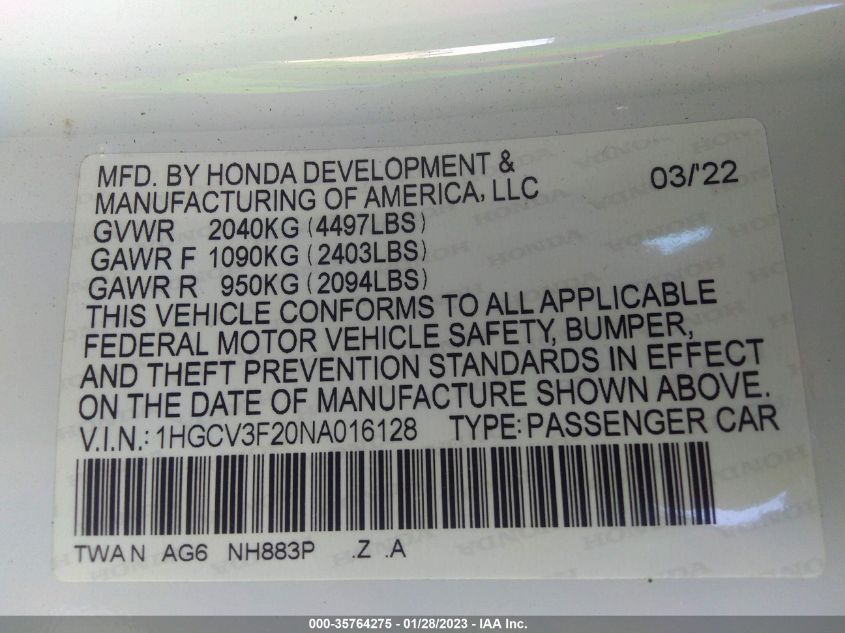 MFD. BY HONDA DEVELOPMENT &
MANUFACTURING OF AMERICA, LLC 03/'22
GVWR 2040KG (4497LBS)
GAWR F 1090KG (2403LBS)
GAWR R 950KG (2094LBS)
THIS VEHICLE CONFORMS TO ALL APPLICABLE
FEDERAL MOTOR VEHICLE SAFETY, BUMPER,
AND THEFT PREVENTION STANDARDS IN EFFECT
ON THE DATE OF MANUFACTURE SHOWN ABOVE.
V.I.N.: 1HGCV3F20NA016128 TYPE: PASSENGER CAR
TWA N AG6 NH883P .Z .A
000-35764275 - 01/28/2023 - IAA Inc.